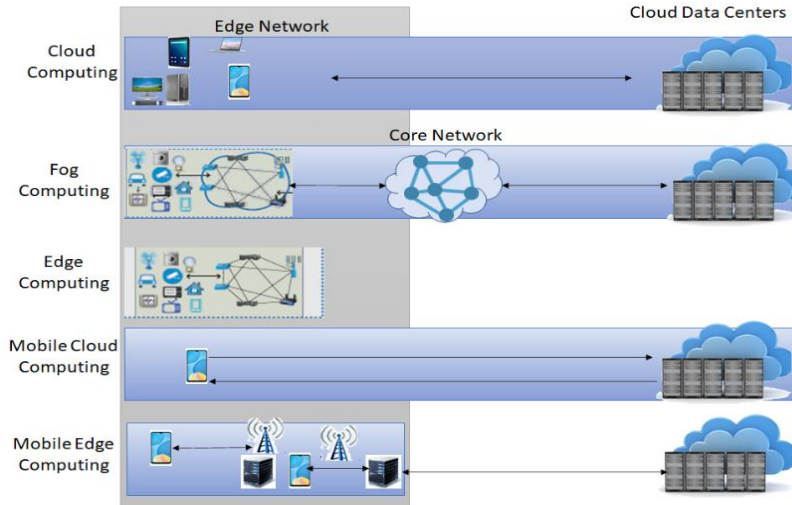 Edge Network
Cloud Data Centers
Cloud
Computing
Core Network
Fog
Computing
Edge
Computing
Mobile Cloud
Computing
Mobile Edge
Computing